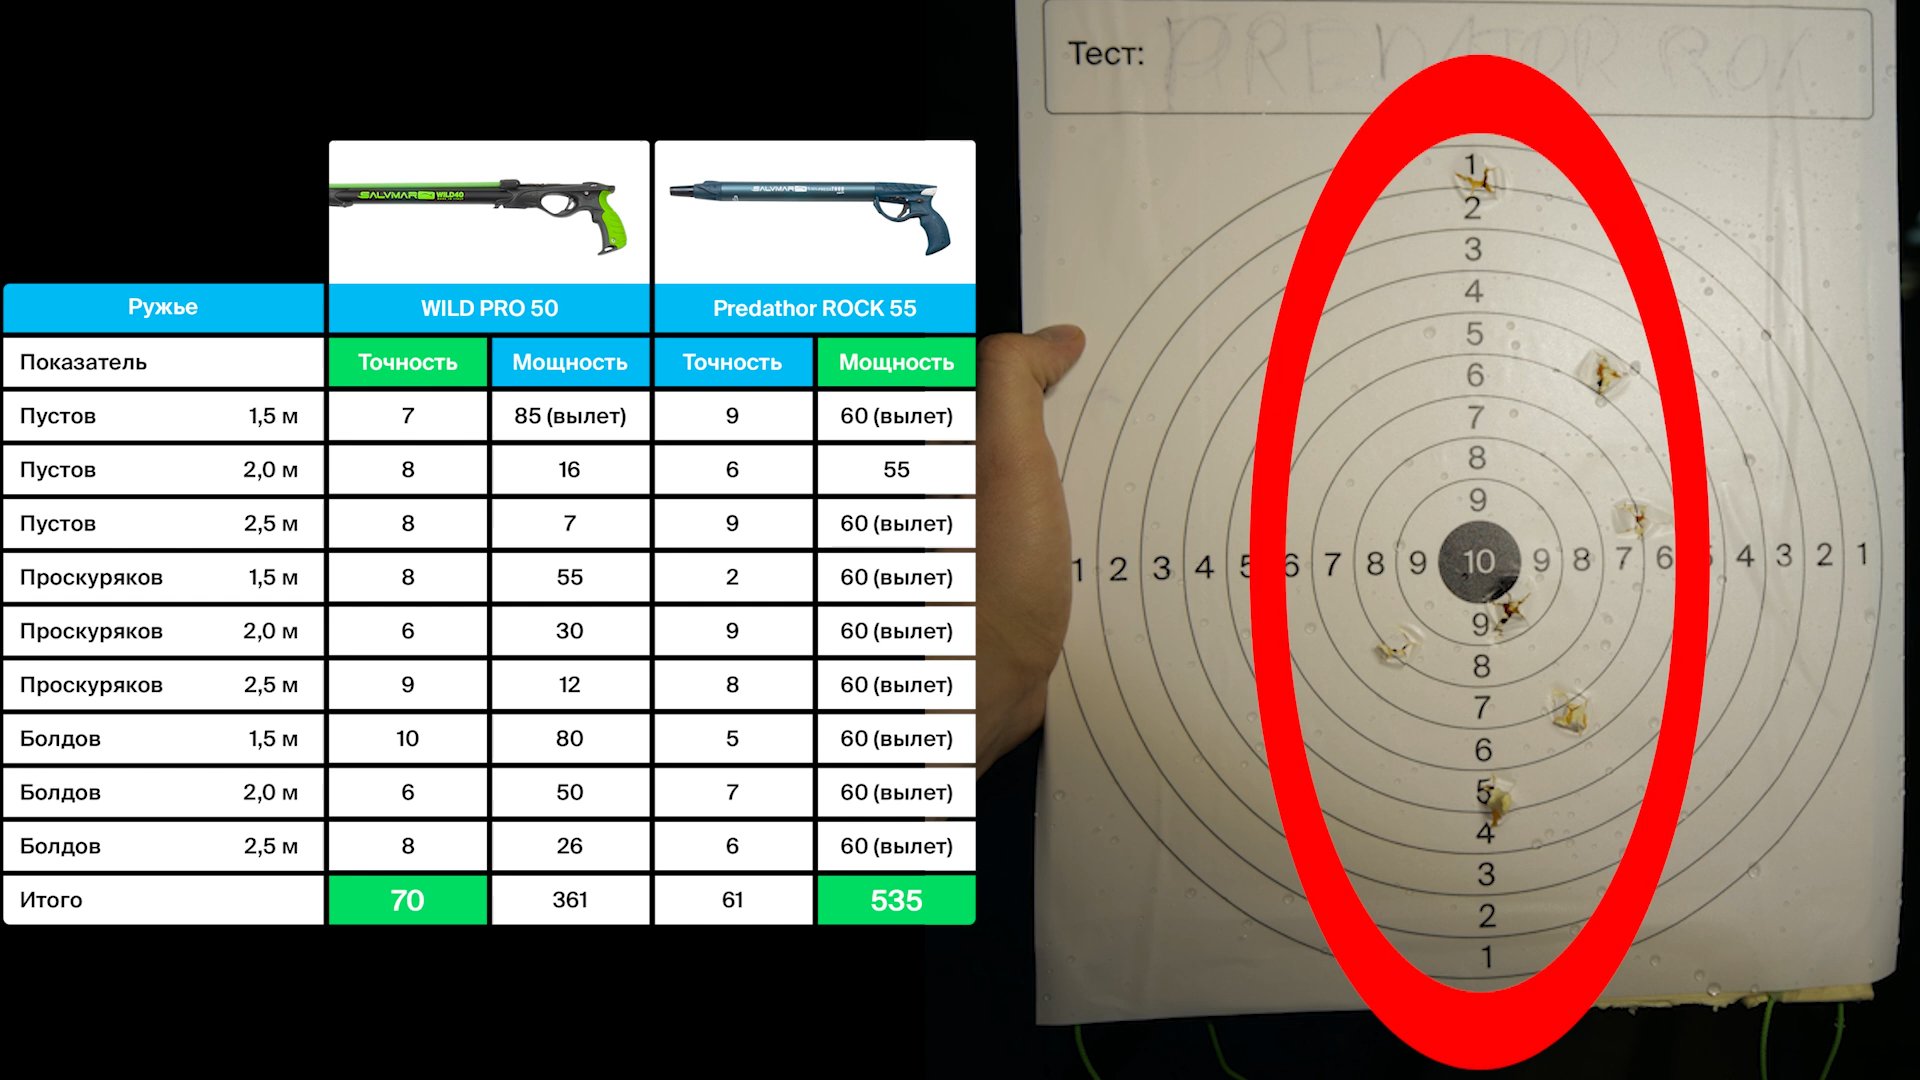 SALVMAR WILD40
SALVMAR
Ружье WILD PRO 50 Predathor ROCK 55
Показатель Точность Мощность Точность Мощность
Пустов 1,5 м 7 85 (вылет) 9 60 (вылет)
Пустов 2,0 м 8 16 6 55
Пустов 2,5 м 8 7 9 60 (вылет)
Проскуряков 1,5 м 8 55 2 60 (вылет)
Проскуряков 2,0 м 6 30 9 60 (вылет)
Проскуряков 2,5 м 9 12 8 60 (вылет)
Болдов 1,5 м 10 80 5 60 (вылет)
Болдов 2,0 м 6 50 7 60 (вылет)
Болдов 2,5 м 8 26 6 60 (вылет)
Итого 70 361 61 535
Тест: PREDATOR ROK
1
2
3
4
5
6
7
8
9
1 2 3 4 5 6 7 8 9 10 9 8 7 6 5 4 3 2 1
9
8
7
6
5
4
3
2
1